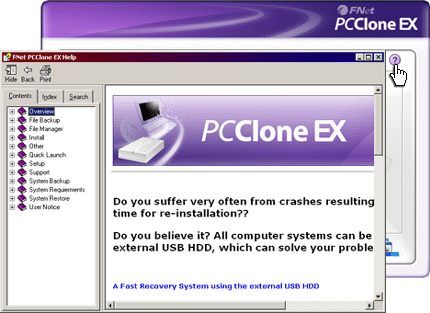 FNet
PCClone EX
FNet PCClone EX Help
Hide Back Print
?
Contents Index Search
Overview
File Backup
File Manager
Install
Other
Quick Launch
Setup
Support
System Backup
System Requierments
System Restore
User Notice
PCClone EX
Do you suffer very often from crashes resulting
time for re-installation??
Do you believe it? All computer systems can be
external USB HDD, which can solve your proble
A Fast Recovery System using the external USB HDD